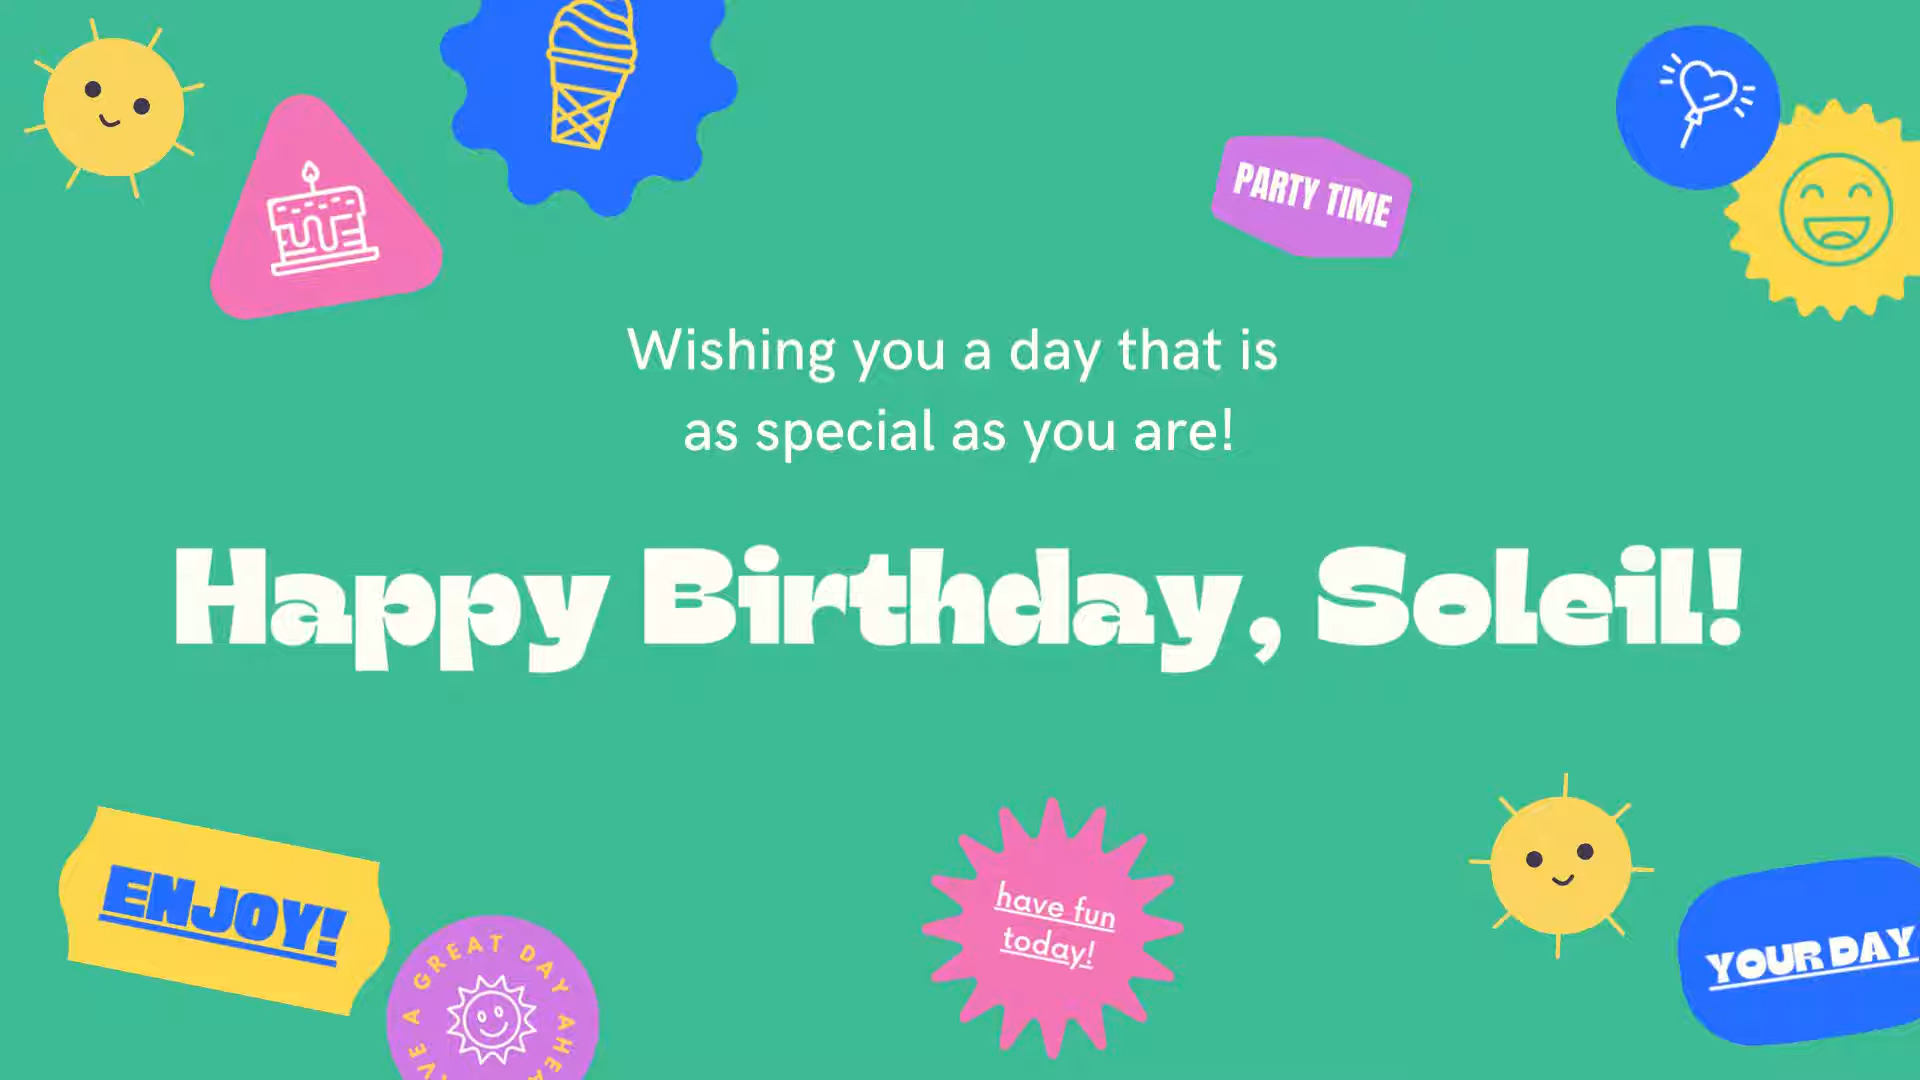 PARTY TIME
Wishing you a day that is
as special as you are!
Happy Birthday, Soleil!
ENJOY!
A GREAT DAY
have fun
today!
YOUR DAY